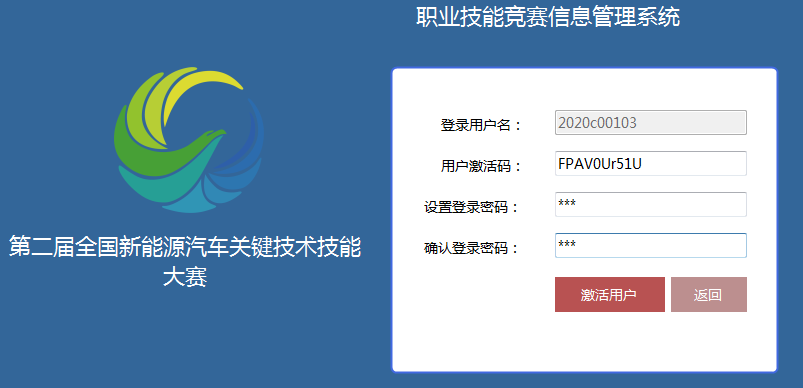 职业技能竞赛信息管理系统
第二届全国新能源汽车关键技术技能
大赛
登录用户名： 2020c00103
用户激活码： FPAV0Ur51U
设置登录密码： ***
确认登录密码： ***
激活用户 返回